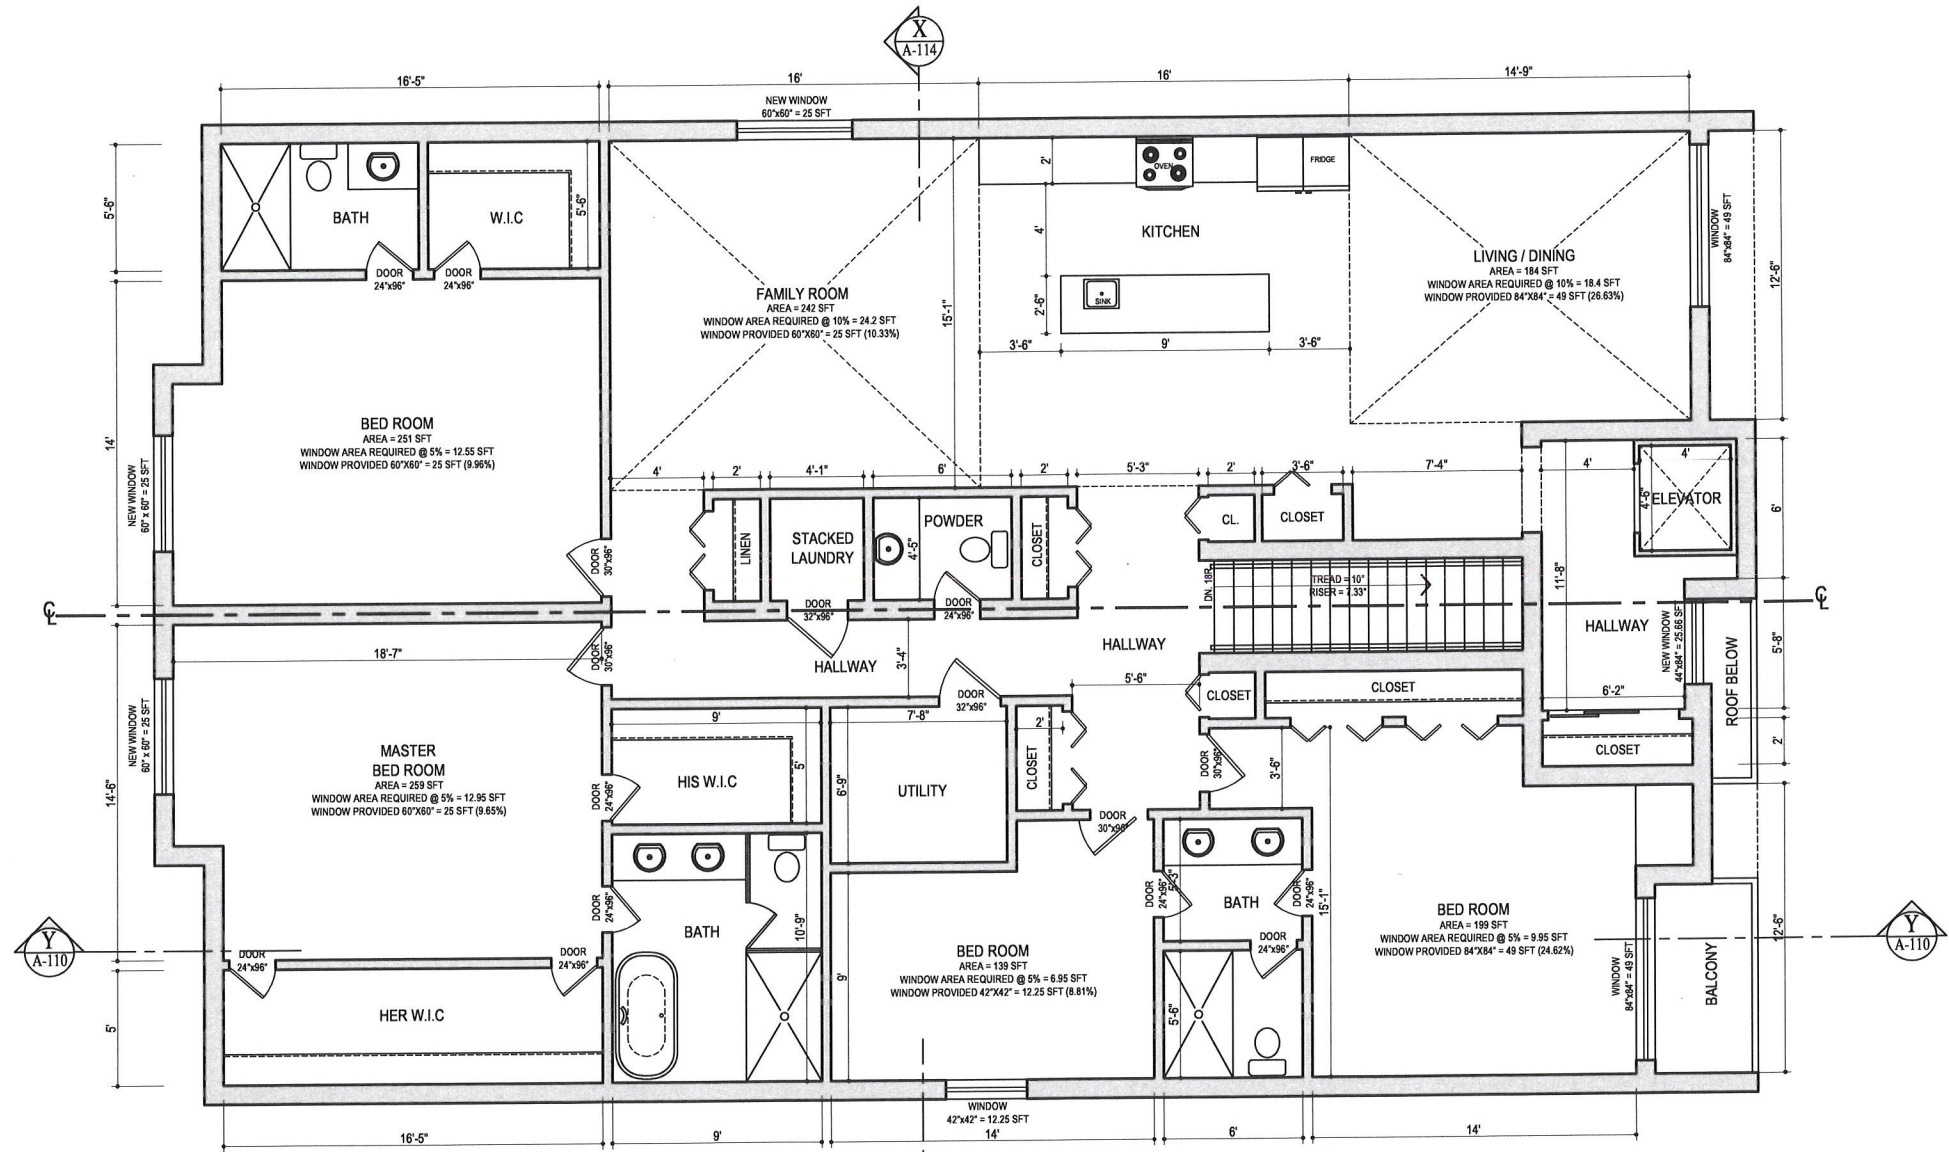 X
A-114
16'-5"
16'
16'
14'-9"
NEW WINDOW
60"x60" = 25 SFT
5'-6"
BATH
W.I.C
5'-6"
DOOR
24"x96"
DOOR
24"x96"
2'
OVEN
FRIDGE
4'
KITCHEN
WINDOW
84"x84" = 49 SFT
12'-6"
FAMILY ROOM
AREA = 242 SFT
WINDOW AREA REQUIRED @ 10% = 24.2 SFT
WINDOW PROVIDED 60"X60" = 25 SFT (10.33%)
15'-1"
SINK
2'-6"
3'-6"
9'
3'-6"
LIVING / DINING
AREA = 184 SFT
WINDOW AREA REQUIRED @ 10% = 18.4 SFT
WINDOW PROVIDED 84"X84" = 49 SFT (26.63%)
14'
NEW WINDOW
60" x 60" = 25 SFT
BED ROOM
AREA = 251 SFT
WINDOW AREA REQUIRED @ 5% = 12.55 SFT
WINDOW PROVIDED 60"X60" = 25 SFT (9.96%)
DOOR
30"x96"
4'
2'
4'-1"
6'
2'
5'-3"
2'
3'-6"
7'-4"
4'
4'
LINEN
STACKED
LAUNDRY
POWDER
4'-5"
CLOSET
CL.
CLOSET
4'-6"
ELEVATOR
6'
DOOR
32"x96"
DOOR
24"x96"
DN. 18R
TREAD = 10"
RISER = 7.33"
11'-8"
℄
℄
18'-7"
DOOR
30"x96"
HALLWAY
3'-4"
HALLWAY
HALLWAY
NEW WINDOW
44"x84" = 25.66 SFT
5'-8"
ROOF BELOW
5'-6"
6'-2"
CLOSET
CLOSET
CLOSET
2'
NEW WINDOW
60" x 60" = 25 SFT
14'-6"
MASTER
BED ROOM
AREA = 259 SFT
WINDOW AREA REQUIRED @ 5% = 12.95 SFT
WINDOW PROVIDED 60"X60" = 25 SFT (9.65%)
9'
HIS W.I.C
5'
DOOR
24"x96"
7'-8"
DOOR
32"x96"
6'-9"
UTILITY
2'
CLOSET
DOOR
30"x96"
DOOR
30"x96"
3'-6"
DOOR
24"x96"
BATH
10'-9"
DOOR
24"x96"
5'-3"
BATH
DOOR
24"x96"
DOOR
24"x96"
5'-6"
15'-1"
Y
A-110
DOOR
24"x96"
DOOR
24"x96"
HER W.I.C
5'
9'
BED ROOM
AREA = 139 SFT
WINDOW AREA REQUIRED @ 5% = 6.95 SFT
WINDOW PROVIDED 42"X42" = 12.25 SFT (8.81%)
BED ROOM
AREA = 199 SFT
WINDOW AREA REQUIRED @ 5% = 9.95 SFT
WINDOW PROVIDED 84"X84" = 49 SFT (24.62%)
WINDOW
84"x84" = 49 SFT
BALCONY
12'-6"
Y
A-110
WINDOW
42"x42" = 12.25 SFT
16'-5"
9'
14'
6'
14'